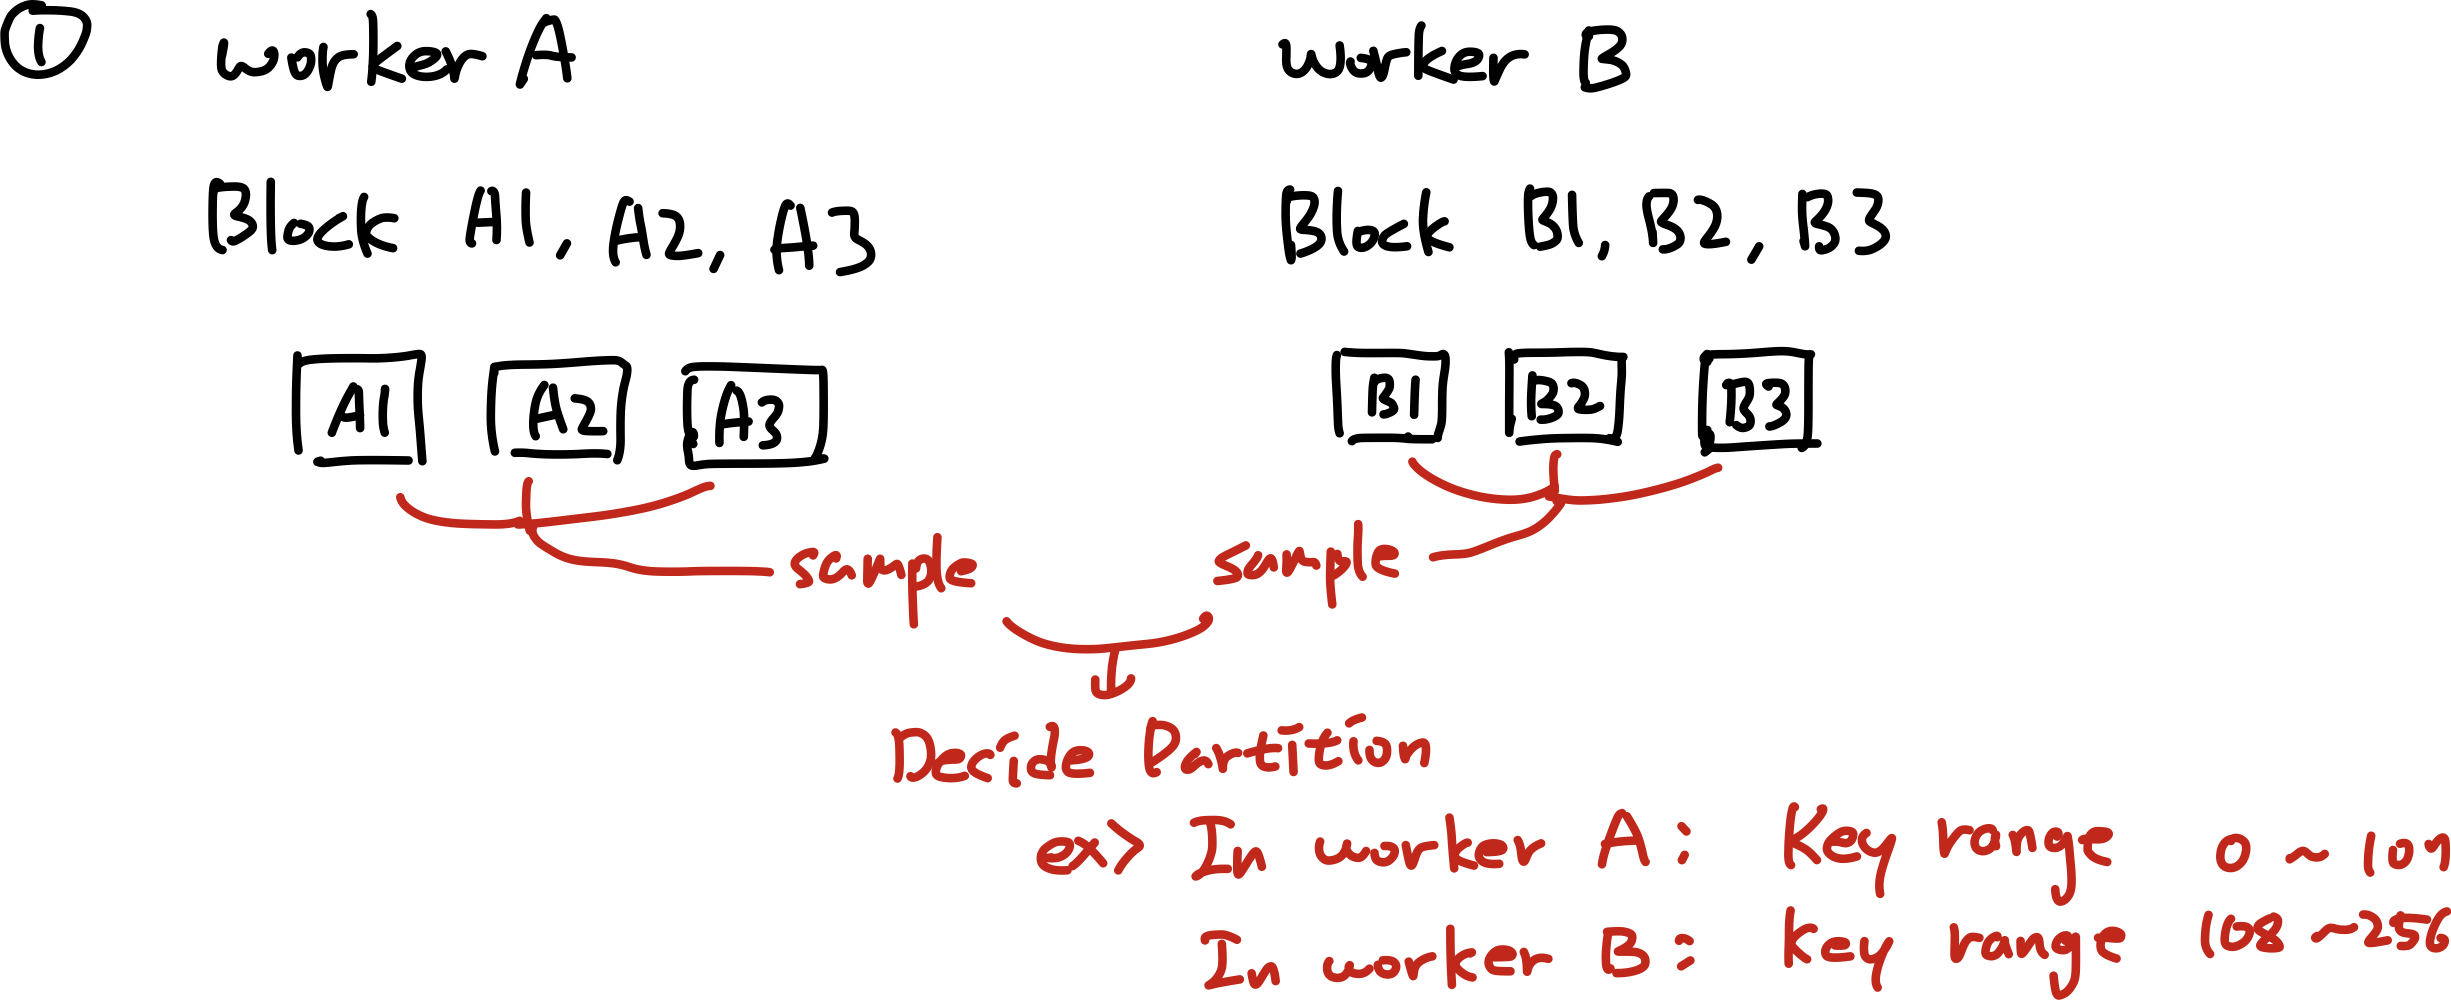 ①
worker A
worker B
Block A1, A2, A3
Block B1, B2, B3
A1
A2
A3
B1
B2
B3
sample
sample
Decide Partition
ex> In worker A: Key range 0 ~ 107
In worker B: key range 108 ~256